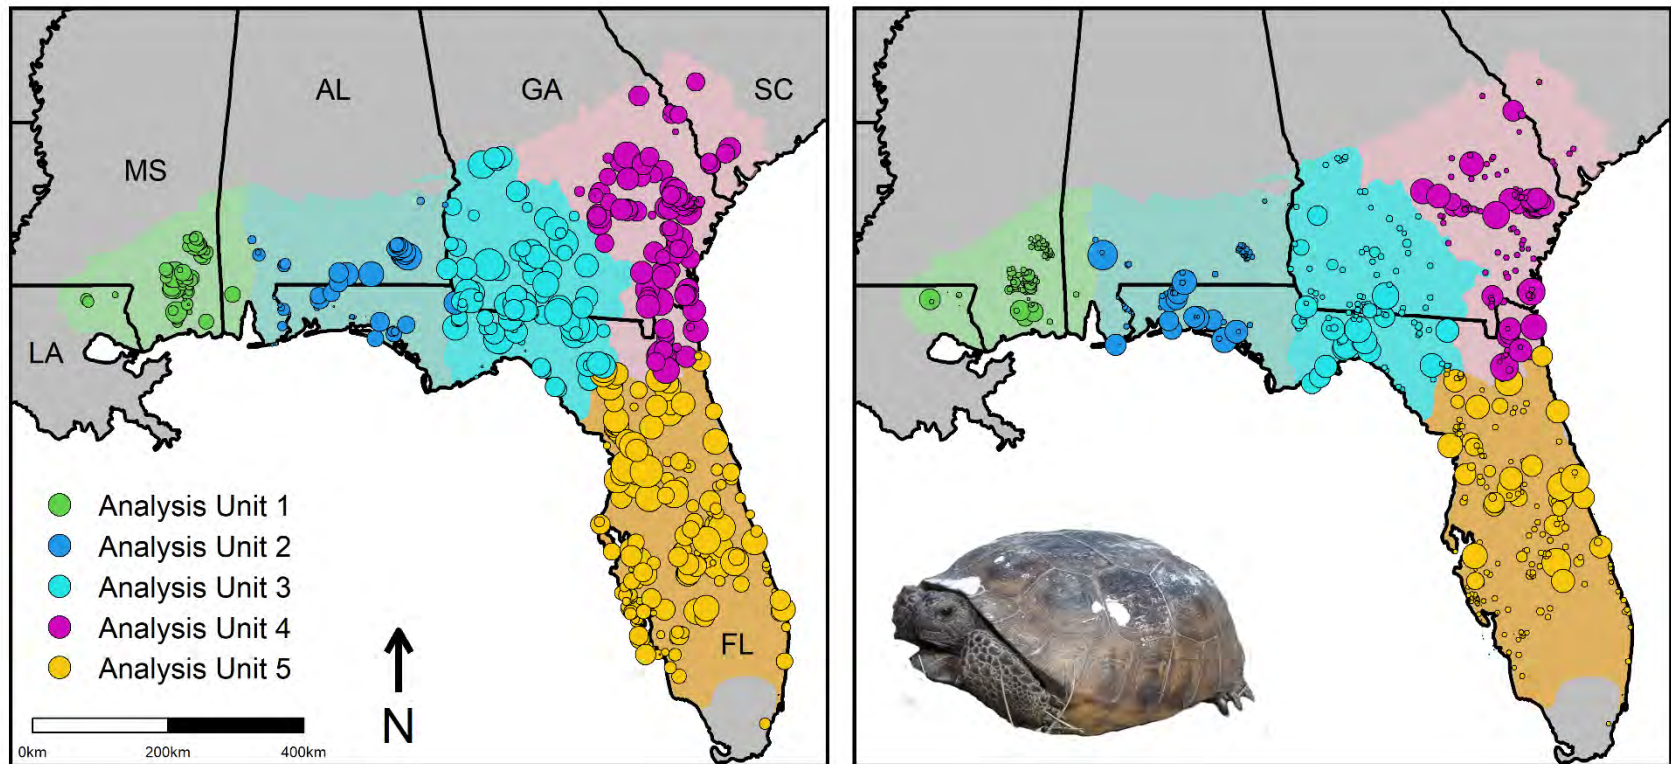 AL
GA
SC
MS
LA
Analysis Unit 1
Analysis Unit 2
Analysis Unit 3
Analysis Unit 4
Analysis Unit 5
FL
N
0km
200km
400km